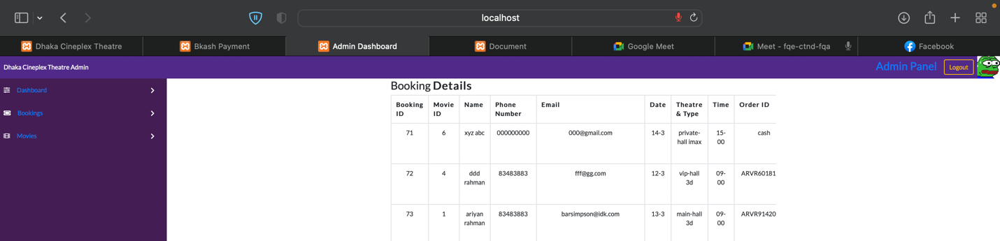 localhost
Dhaka Cineplex Theatre
Bkash Payment
Admin Dashboard
Document
Google Meet
Meet - fqe-ctnd-fqa
Facebook
Dhaka Cineplex Theatre Admin
Admin Panel
Logout
Dashboard
Bookings
Movies
Booking Details
Booking ID Movie ID Name Phone Number Email Date Theatre & Type Time Order ID
71 6 xyz abc 000000000 000@gmail.com 14-3 private-hall imax 15-00 cash
72 4 ddd rahman 83483883 fff@gg.com 12-3 vip-hall 3d 09-00 ARVR60181
73 1 ariyan rahman 83483883 barsimpson@idk.com 13-3 main-hall 3d 09-00 ARVR91420